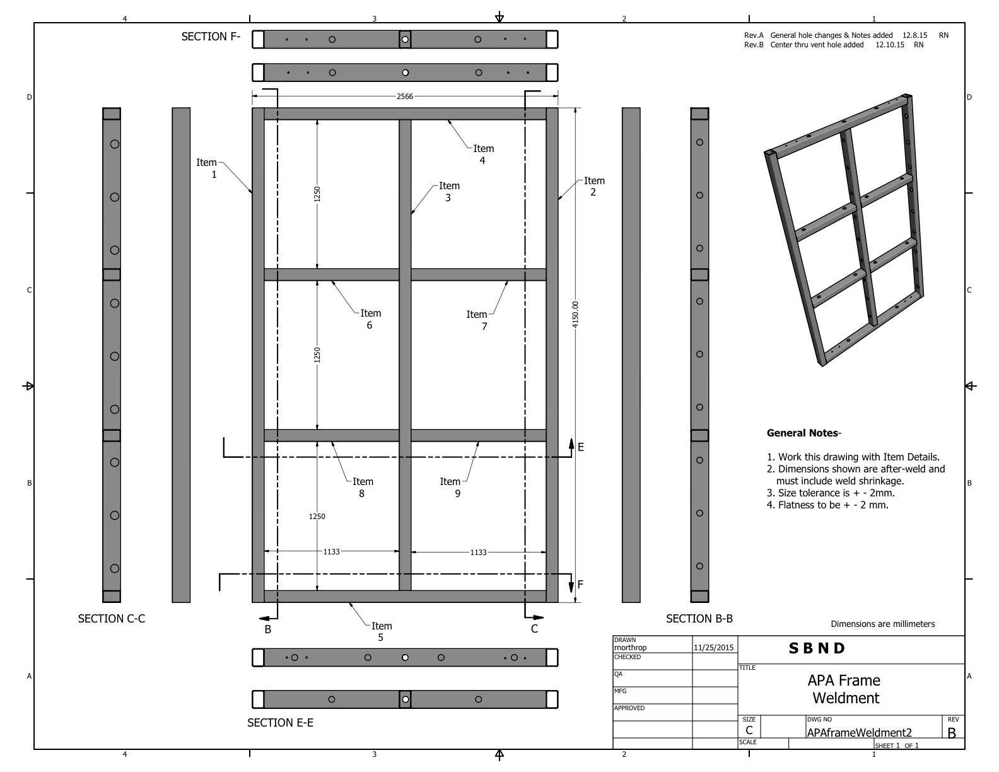 4 3 2 1
SECTION F-
Rev.A General hole changes & Notes added 12.8.15 RN
Rev.B Center thru vent hole added 12.10.15 RN
D D
2566
Item
4
Item
1
Item
2
Item
3
1250
C C
Item
6
Item
7
4150.00
1250
General Notes-
1. Work this drawing with Item Details.
2. Dimensions shown are after-weld and
must include weld shrinkage.
3. Size tolerance is + - 2mm.
4. Flatness to be + - 2 mm.
E
B B
Item
8
Item
9
1250
1133 1133
F
SECTION C-C
SECTION B-B
B C
Item
5
Dimensions are millimeters
DRAWN
rnorthrop 11/25/2015
CHECKED
QA
MFG
APPROVED
SBND
TITLE
APA Frame
Weldment
A A
SECTION E-E
SIZE
C
DWG NO
APAframeWeldment2
REV
B
SCALE
SHEET 1 OF 1
4 3 2 1